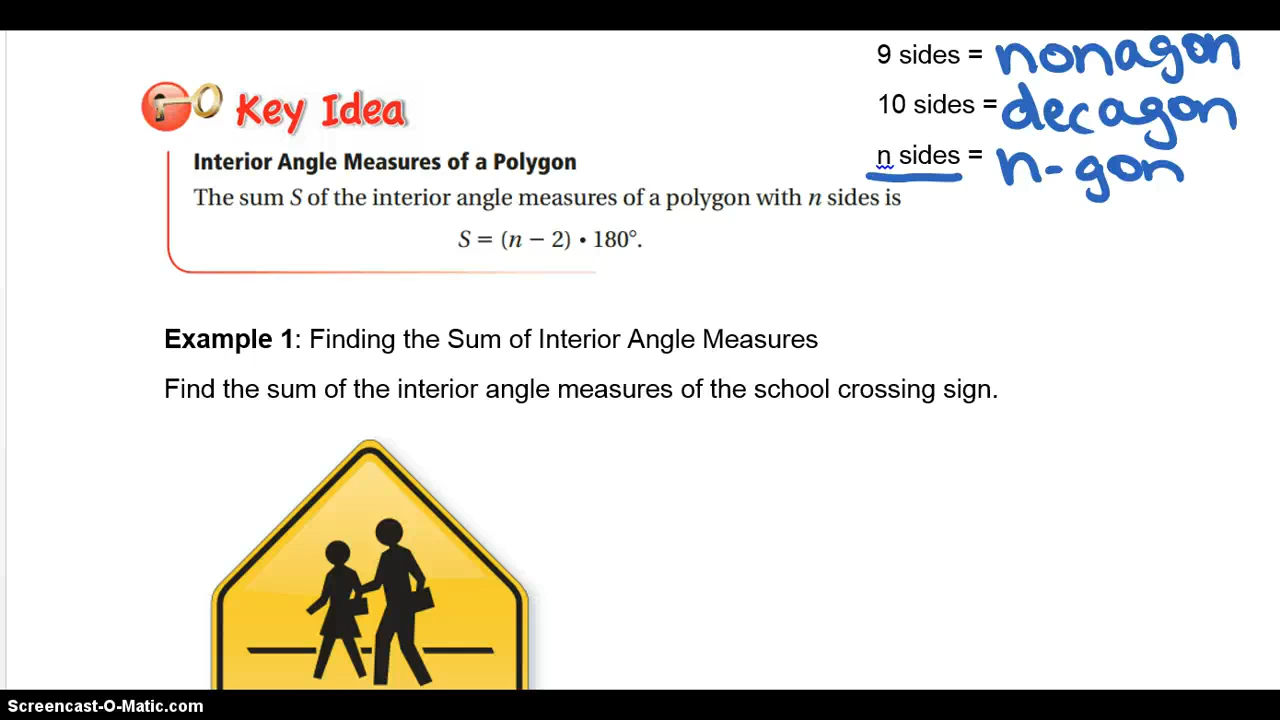 9 sides = nonagon
10 sides = decagon
n sides = n-gon
Key Idea
Interior Angle Measures of a Polygon
The sum S of the interior angle measures of a polygon with n sides is
S = (n − 2) • 180°.
Example 1: Finding the Sum of Interior Angle Measures
Find the sum of the interior angle measures of the school crossing sign.
Screencast-O-Matic.com